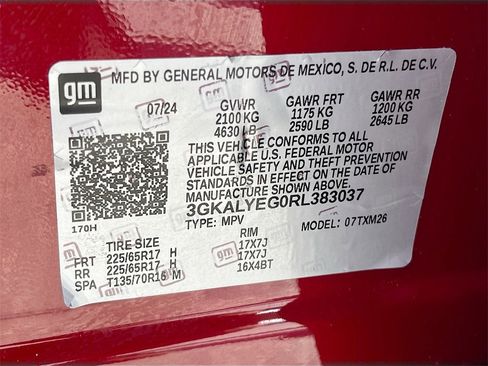 gm
MFD BY GENERAL MOTORS DE MEXICO, S. DE R.L. DE C.V.
07/24 GVWR GAWR FRT GAWR RR
2100 KG 1175 KG 1200 KG
4630 LB 2590 LB 2645 LB
THIS VEHICLE CONFORMS TO ALL
APPLICABLE U.S. FEDERAL MOTOR
VEHICLE SAFETY AND THEFT PREVENTION
STANDARDS IN EFFECT ON THE DATE OF
MANUFACTURE SHOWN ABOVE.
3GKALYEG0RL383037
170H TYPE: MPV MODEL: 07TXM26
TIRE SIZE RIM
FRT 225/65R17 H 17X7J
RR 225/65R17 H 17X7J
SPA T135/70R16 M 16X4BT